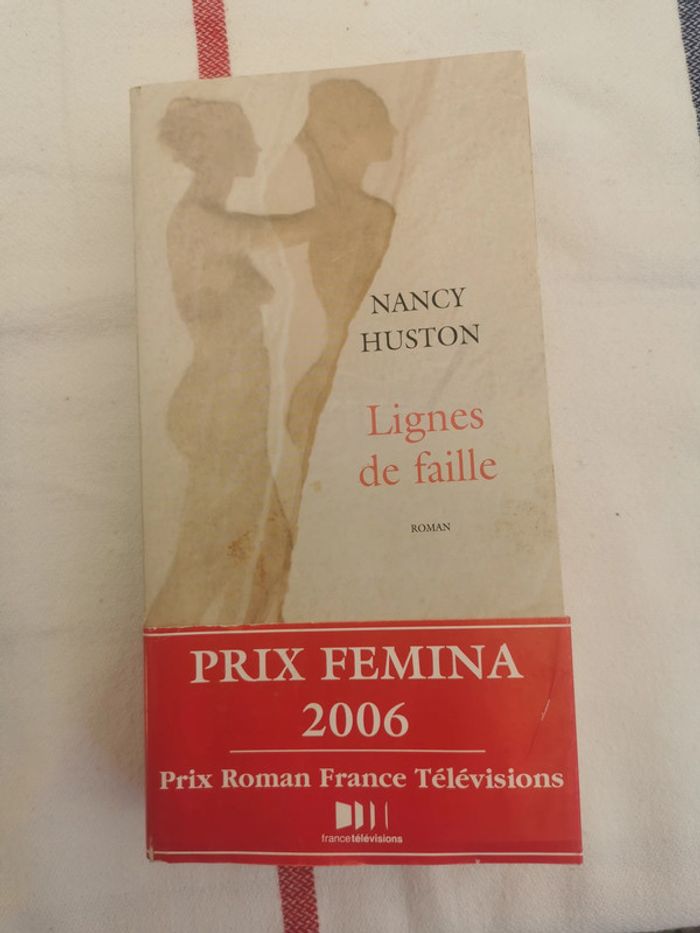 NANCY
HUSTON
Lignes
de faille
ROMAN
PRIX FEMINA
2006
Prix Roman France Télévisions
francetélévisions